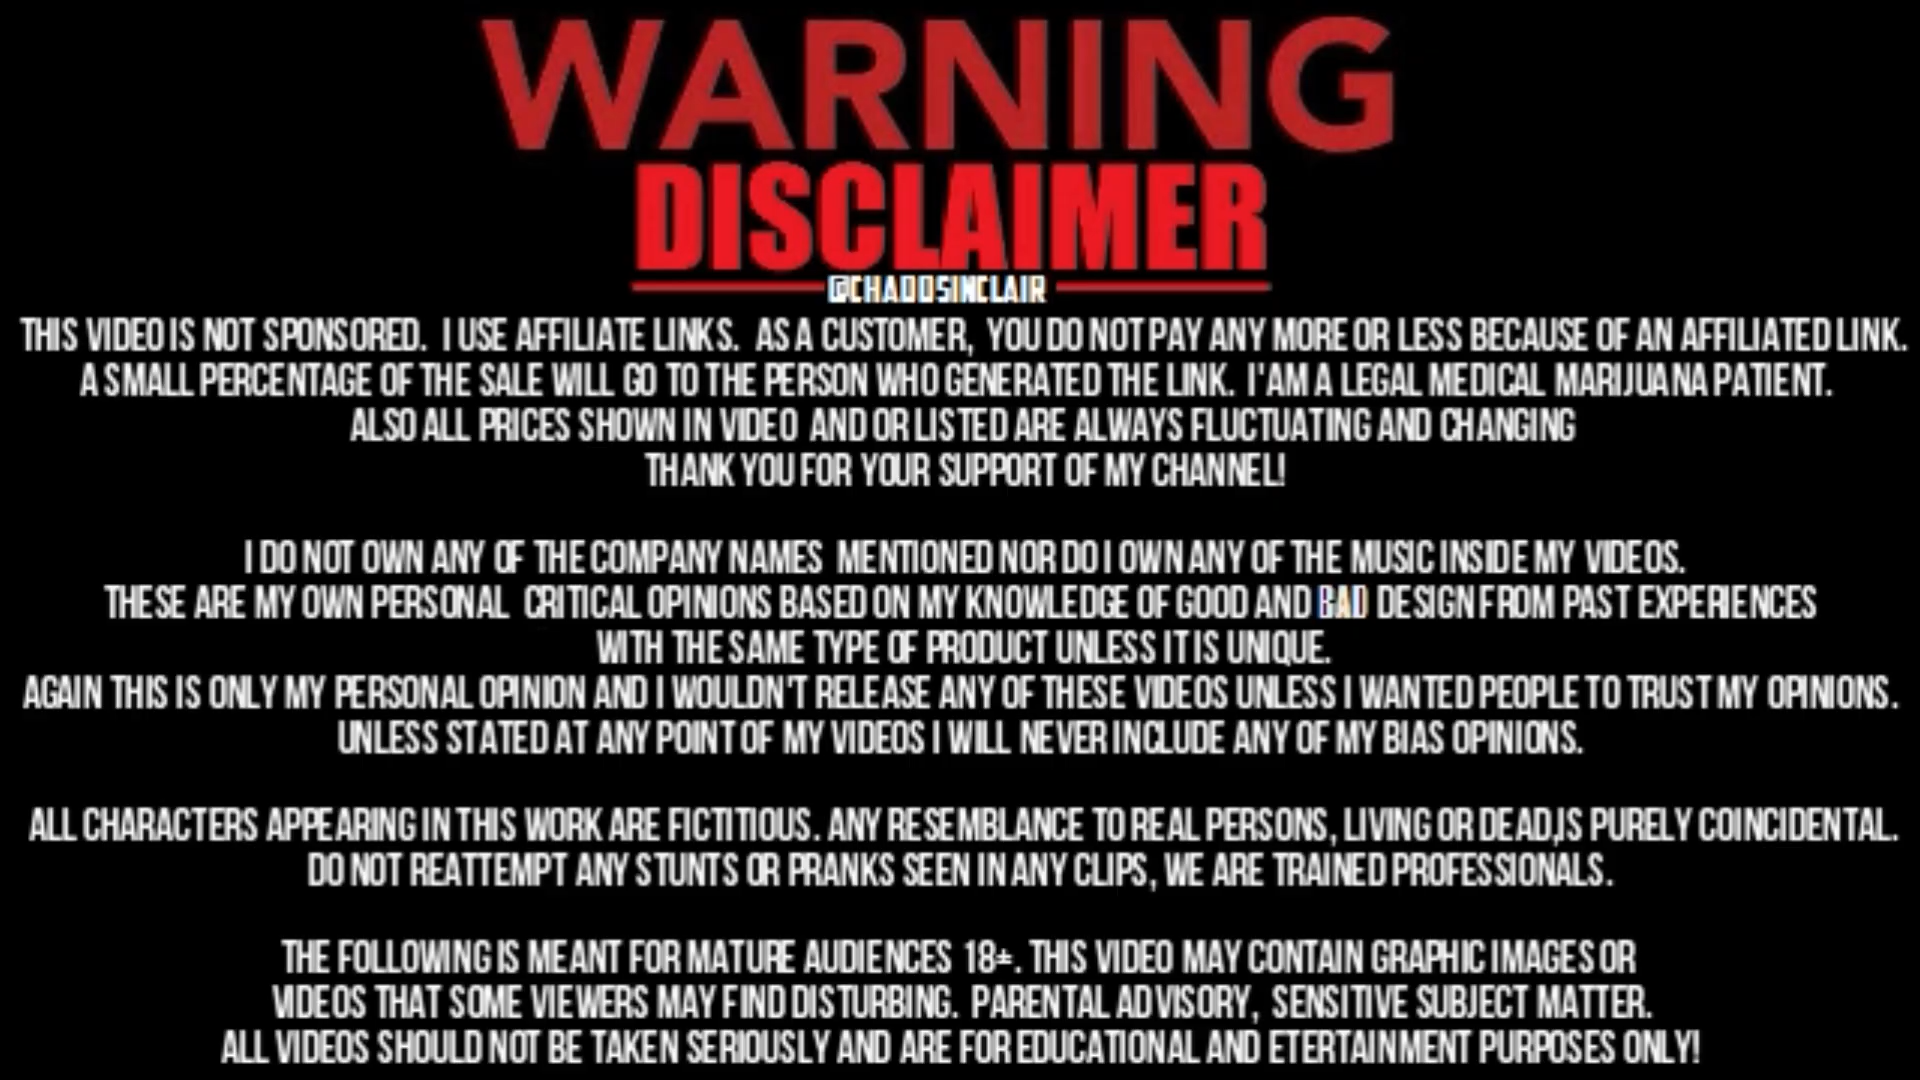 WARNING
DISCLAIMER
@CHADDSINCLAIR
THIS VIDEO IS NOT SPONSORED. I USE AFFILIATE LINKS. AS A CUSTOMER, YOU DO NOT PAY ANY MORE OR LESS BECAUSE OF AN AFFILIATED LINK.
A SMALL PERCENTAGE OF THE SALE WILL GO TO THE PERSON WHO GENERATED THE LINK. I'AM A LEGAL MEDICAL MARIJUANA PATIENT.
ALSO ALL PRICES SHOWN IN VIDEO AND OR LISTED ARE ALWAYS FLUCTUATING AND CHANGING
THANK YOU FOR YOUR SUPPORT OF MY CHANNEL!
I DO NOT OWN ANY OF THE COMPANY NAMES MENTIONED NOR DO I OWN ANY OF THE MUSIC INSIDE MY VIDEOS.
THESE ARE MY OWN PERSONAL CRITICAL OPINIONS BASED ON MY KNOWLEDGE OF GOOD AND BAD DESIGN FROM PAST EXPERIENCES
WITH THE SAME TYPE OF PRODUCT UNLESS IT IS UNIQUE.
AGAIN THIS IS ONLY MY PERSONAL OPINION AND I WOULDN'T RELEASE ANY OF THESE VIDEOS UNLESS I WANTED PEOPLE TO TRUST MY OPINIONS.
UNLESS STATED AT ANY POINT OF MY VIDEOS I WILL NEVER INCLUDE ANY OF MY BIAS OPINIONS.
ALL CHARACTERS APPEARING IN THIS WORK ARE FICTITIOUS. ANY RESEMBLANCE TO REAL PERSONS, LIVING OR DEAD,IS PURELY COINCIDENTAL.
DO NOT REATTEMPT ANY STUNTS OR PRANKS SEEN IN ANY CLIPS, WE ARE TRAINED PROFESSIONALS.
THE FOLLOWING IS MEANT FOR MATURE AUDIENCES 18+. THIS VIDEO MAY CONTAIN GRAPHIC IMAGES OR
VIDEOS THAT SOME VIEWERS MAY FIND DISTURBING. PARENTAL ADVISORY, SENSITIVE SUBJECT MATTER.
ALL VIDEOS SHOULD NOT BE TAKEN SERIOUSLY AND ARE FOR EDUCATIONAL AND ETERTAINMENT PURPOSES ONLY!